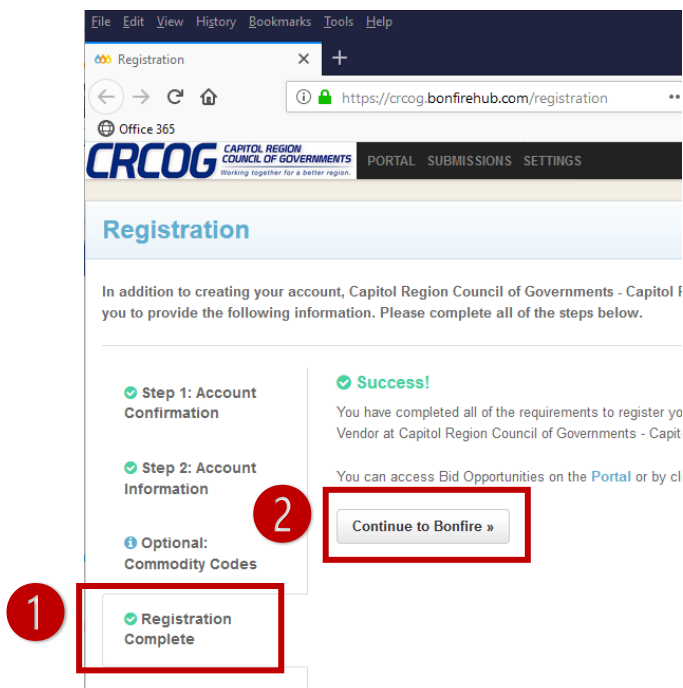 File Edit View History Bookmarks Tools Help
Registration
https://crcog.bonfirehub.com/registration
Office 365
CRCOG CAPITOL REGION
COUNCIL OF GOVERNMENTS
Working together for a better region.
PORTAL SUBMISSIONS SETTINGS
Registration
In addition to creating your account, Capitol Region Council of Governments - Capitol
you to provide the following information. Please complete all of the steps below.
Step 1: Account
Confirmation
Step 2: Account
Information
Optional:
Commodity Codes
1
Registration
Complete
Success!
You have completed all of the requirements to register
Vendor at Capitol Region Council of Governments -
You can access Bid Opportunities on the Portal or by
2
Continue to Bonfire »